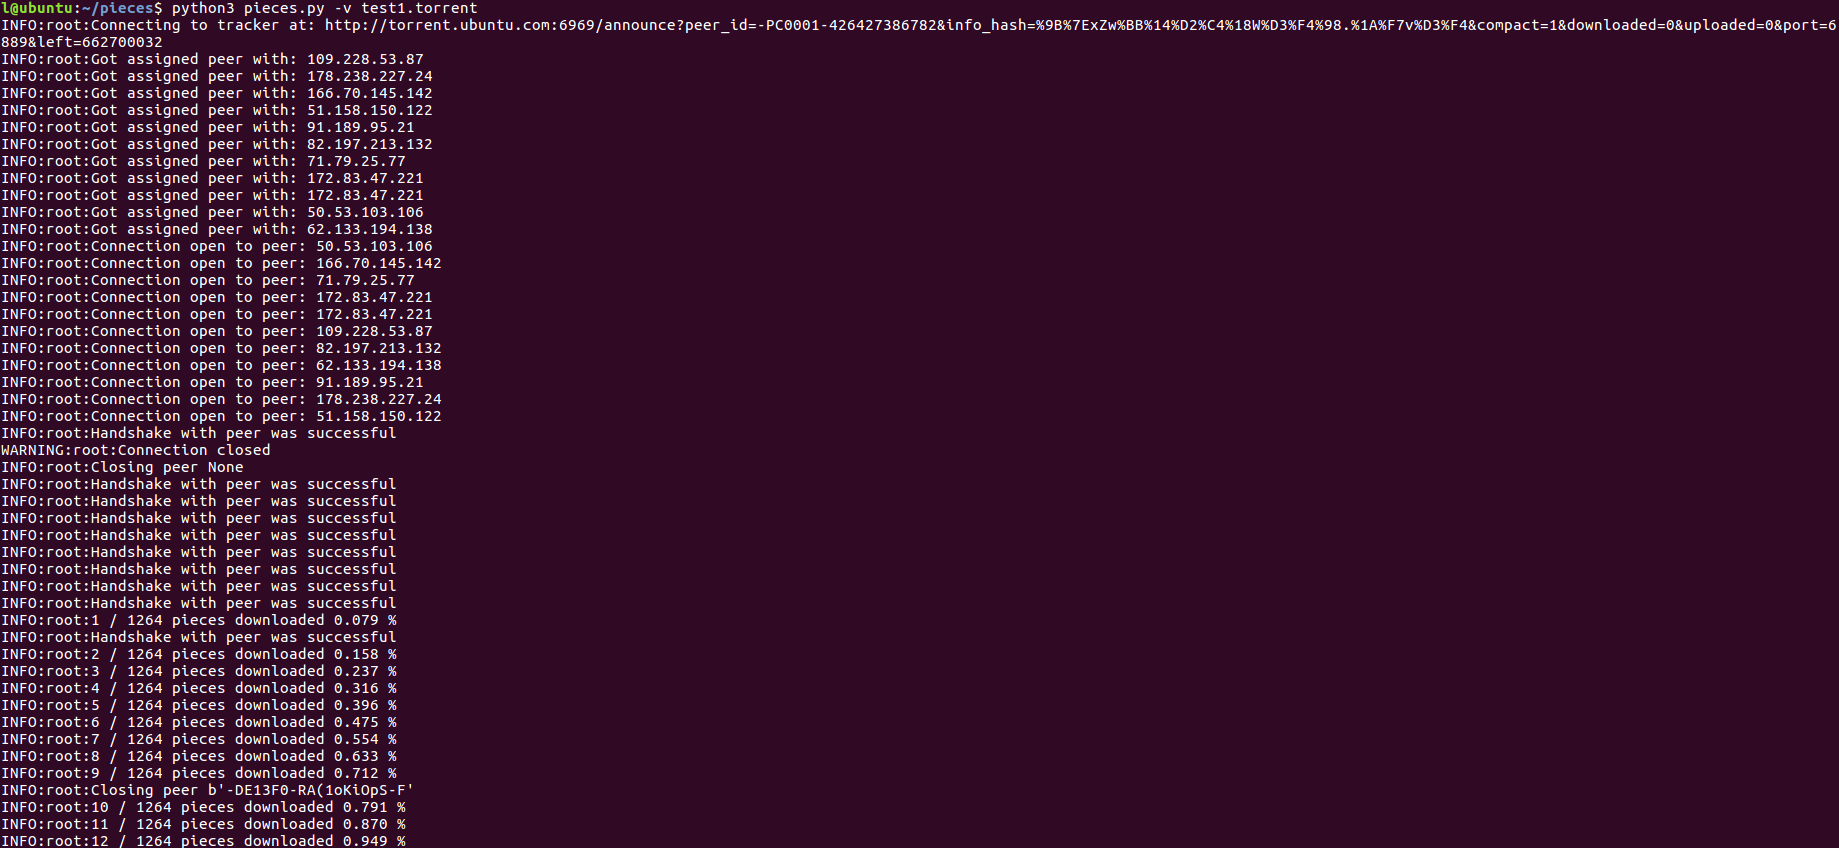 l@ubuntu:~/pieces$ python3 pieces.py -v test1.torrent
INFO:root:Connecting to tracker at: http://torrent.ubuntu.com:6969/announce?peer_id=-PC0001-426427386782&info_hash=%9B%7ExZw%BB%14%D2%C4%18W%D3%F4%98.%1A%F7v%D3%F4&compact=1&downloaded=0&uploaded=0&port=6
889&left=662700032
INFO:root:Got assigned peer with: 109.228.53.87
INFO:root:Got assigned peer with: 178.238.227.24
INFO:root:Got assigned peer with: 166.70.145.142
INFO:root:Got assigned peer with: 51.158.150.122
INFO:root:Got assigned peer with: 91.189.95.21
INFO:root:Got assigned peer with: 82.197.213.132
INFO:root:Got assigned peer with: 71.79.25.77
INFO:root:Got assigned peer with: 172.83.47.221
INFO:root:Got assigned peer with: 172.83.47.221
INFO:root:Got assigned peer with: 50.53.103.106
INFO:root:Got assigned peer with: 62.133.194.138
INFO:root:Connection open to peer: 50.53.103.106
INFO:root:Connection open to peer: 166.70.145.142
INFO:root:Connection open to peer: 71.79.25.77
INFO:root:Connection open to peer: 172.83.47.221
INFO:root:Connection open to peer: 172.83.47.221
INFO:root:Connection open to peer: 109.228.53.87
INFO:root:Connection open to peer: 82.197.213.132
INFO:root:Connection open to peer: 62.133.194.138
INFO:root:Connection open to peer: 91.189.95.21
INFO:root:Connection open to peer: 178.238.227.24
INFO:root:Connection open to peer: 51.158.150.122
INFO:root:Handshake with peer was successful
WARNING:root:Connection closed
INFO:root:Closing peer None
INFO:root:Handshake with peer was successful
INFO:root:Handshake with peer was successful
INFO:root:Handshake with peer was successful
INFO:root:Handshake with peer was successful
INFO:root:Handshake with peer was successful
INFO:root:Handshake with peer was successful
INFO:root:Handshake with peer was successful
INFO:root:Handshake with peer was successful
INFO:root:1 / 1264 pieces downloaded 0.079 %
INFO:root:Handshake with peer was successful
INFO:root:2 / 1264 pieces downloaded 0.158 %
INFO:root:3 / 1264 pieces downloaded 0.237 %
INFO:root:4 / 1264 pieces downloaded 0.316 %
INFO:root:5 / 1264 pieces downloaded 0.396 %
INFO:root:6 / 1264 pieces downloaded 0.475 %
INFO:root:7 / 1264 pieces downloaded 0.554 %
INFO:root:8 / 1264 pieces downloaded 0.633 %
INFO:root:9 / 1264 pieces downloaded 0.712 %
INFO:root:Closing peer b'-DE13F0-RA(1oKiOpS-F'
INFO:root:10 / 1264 pieces downloaded 0.791 %
INFO:root:11 / 1264 pieces downloaded 0.870 %
INFO:root:12 / 1264 pieces downloaded 0.949 %